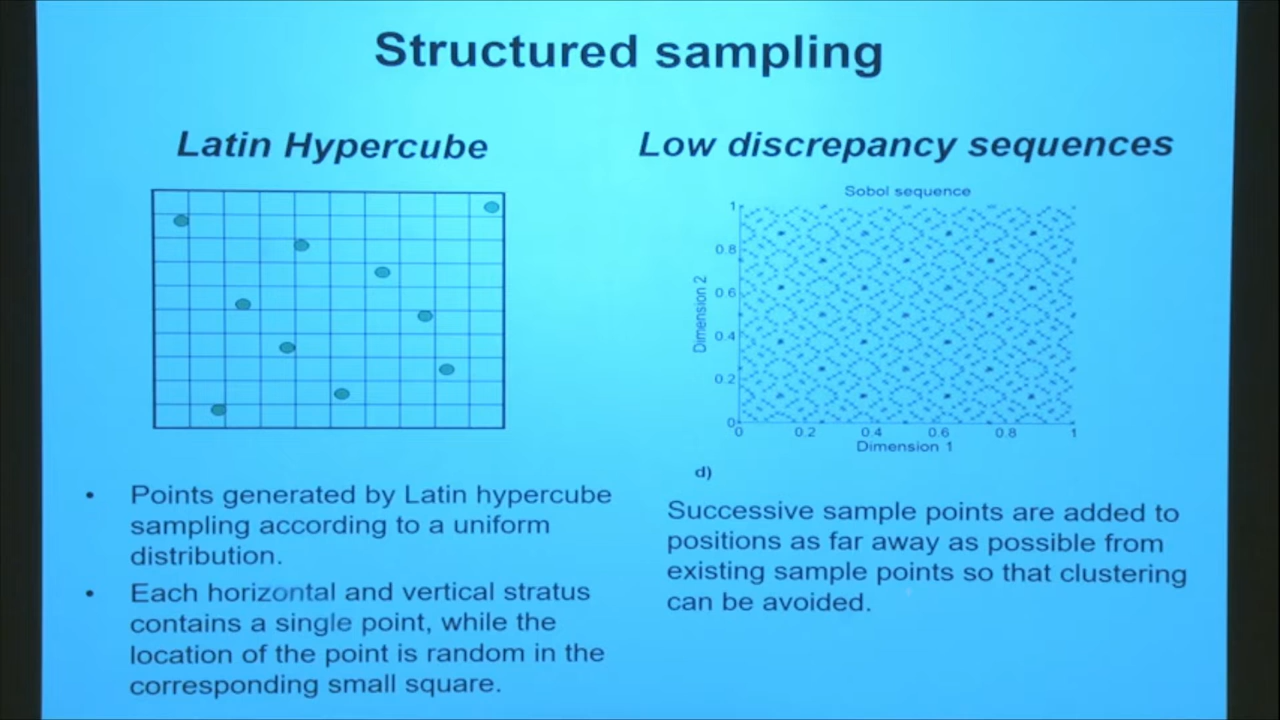 Structured sampling
Latin Hypercube
Low discrepancy sequences
Sobol sequence
1
0.8
0.6
0.4
0.2
0
Dimension 2
0 0.2 0.4 0.6 0.8 1
Dimension 1
d)
• Points generated by Latin hypercube
sampling according to a uniform
distribution.
• Each horizontal and vertical stratus
contains a single point, while the
location of the point is random in the
corresponding small square.
Successive sample points are added to
positions as far away as possible from
existing sample points so that clustering
can be avoided.